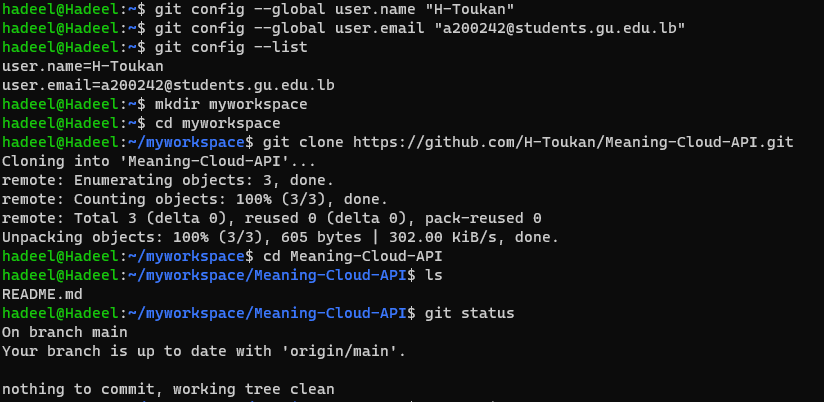 hadeel@Hadeel:~$ git config --global user.name "H-Toukan"
hadeel@Hadeel:~$ git config --global user.email "a200242@students.gu.edu.lb"
hadeel@Hadeel:~$ git config --list
user.name=H-Toukan
user.email=a200242@students.gu.edu.lb
hadeel@Hadeel:~$ mkdir myworkspace
hadeel@Hadeel:~$ cd myworkspace
hadeel@Hadeel:~/myworkspace$ git clone https://github.com/H-Toukan/Meaning-Cloud-API.git
Cloning into 'Meaning-Cloud-API'...
remote: Enumerating objects: 3, done.
remote: Counting objects: 100% (3/3), done.
remote: Total 3 (delta 0), reused 0 (delta 0), pack-reused 0
Unpacking objects: 100% (3/3), 605 bytes | 302.00 KiB/s, done.
hadeel@Hadeel:~/myworkspace$ cd Meaning-Cloud-API
hadeel@Hadeel:~/myworkspace/Meaning-Cloud-API$ ls
README.md
hadeel@Hadeel:~/myworkspace/Meaning-Cloud-API$ git status
On branch main
Your branch is up to date with 'origin/main'.
nothing to commit, working tree clean